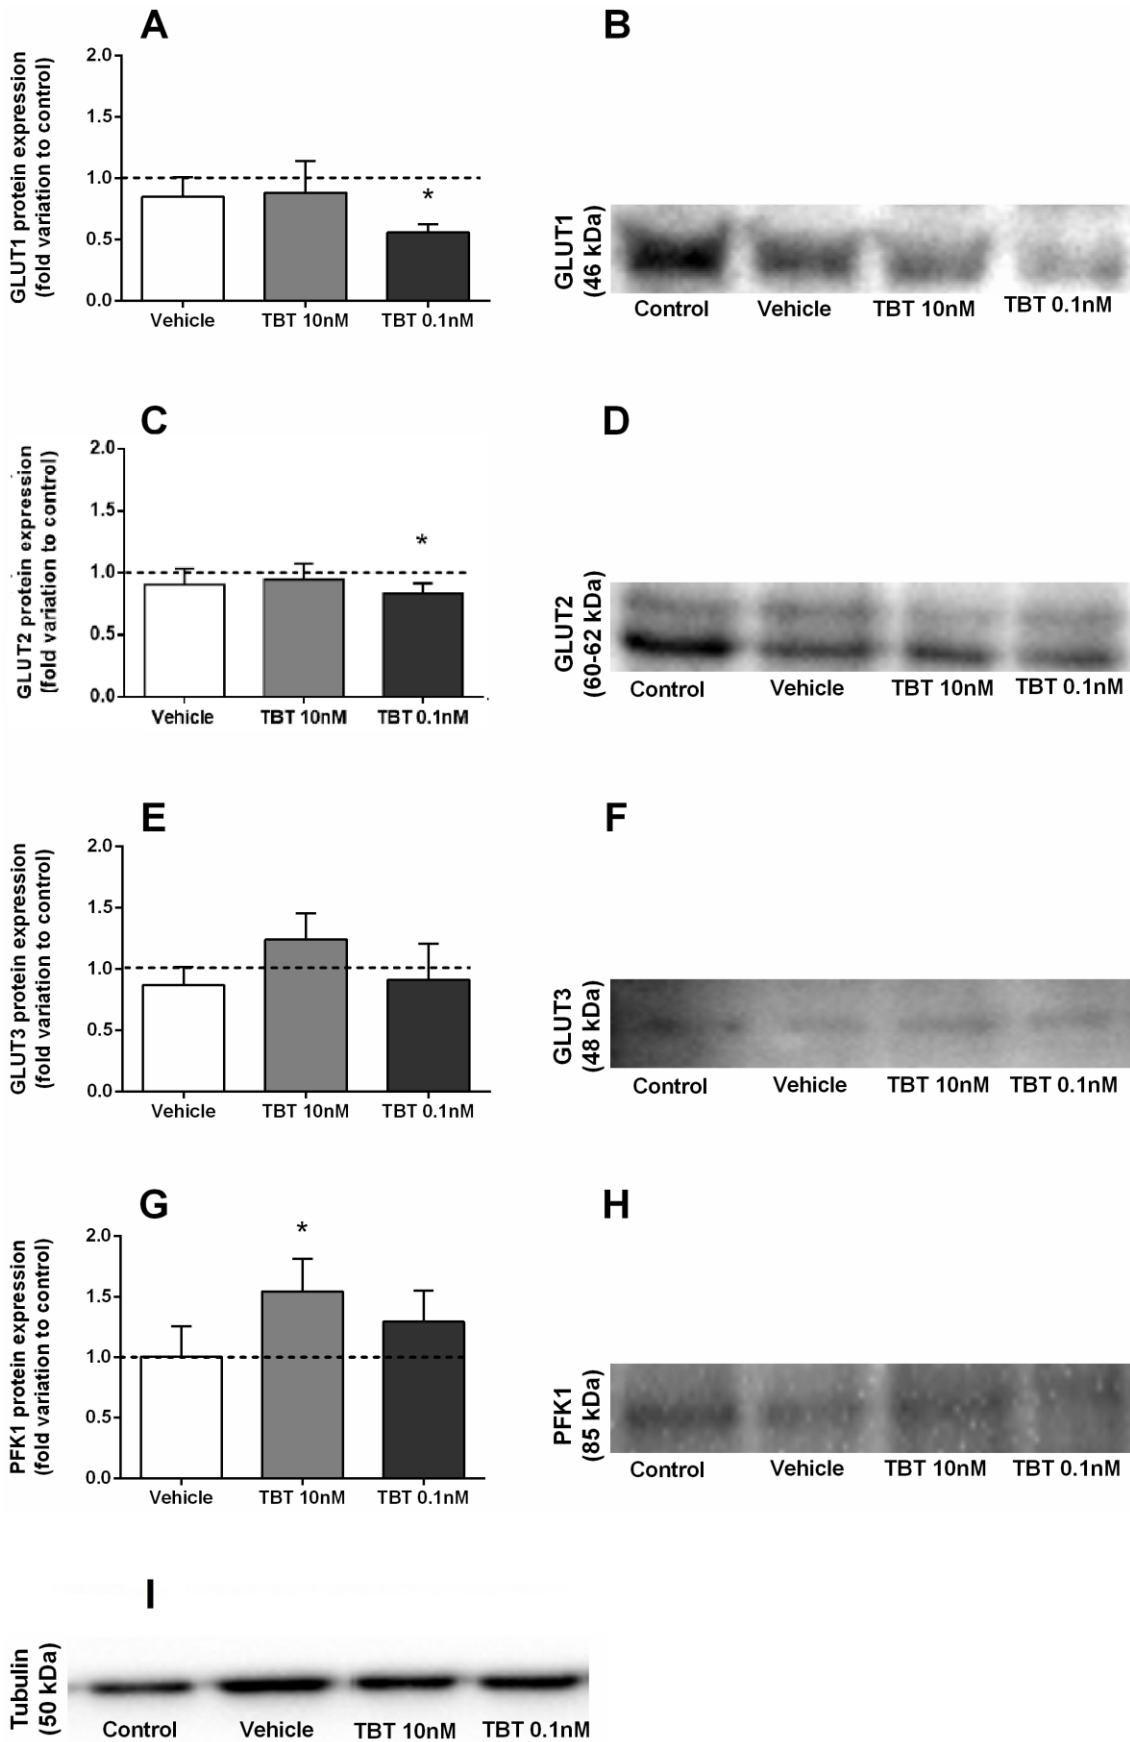 A
GLUT1 protein expression
(fold variation to control)
2.0
1.5
1.0
0.5
0.0
*
Vehicle TBT 10nM TBT 0.1nM
B
GLUT1
(46 kDa)
Control Vehicle TBT 10nM TBT 0.1nM
C
GLUT2 protein expression
(fold variation to control)
2.0
1.5
1.0
0.5
0.0
*
Vehicle TBT 10nM TBT 0.1nM
D
GLUT2
(60-62 kDa)
Control Vehicle TBT 10nM TBT 0.1nM
E
GLUT3 protein expression
(fold variation to control)
2.0
1.5
1.0
0.5
0.0
Vehicle TBT 10nM TBT 0.1nM
F
GLUT3
(48 kDa)
Control Vehicle TBT 10nM TBT 0.1nM
G
PFK1 protein expression
(fold variation to control)
2.0
1.5
1.0
0.5
0.0
*
Vehicle TBT 10nM TBT 0.1nM
H
PFK1
(85 kDa)
Control Vehicle TBT 10nM TBT 0.1nM
I
Tubulin
(50 kDa)
Control Vehicle TBT 10nM TBT 0.1nM